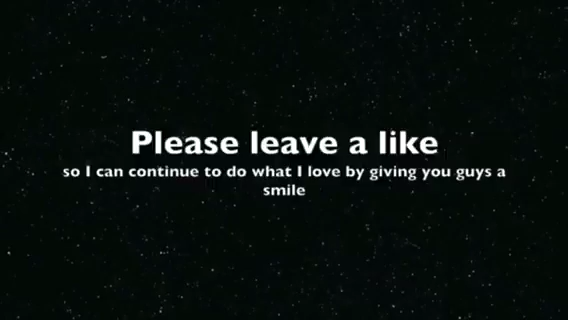 Please leave a like
so I can continue to do what I love by giving you guys a
smile